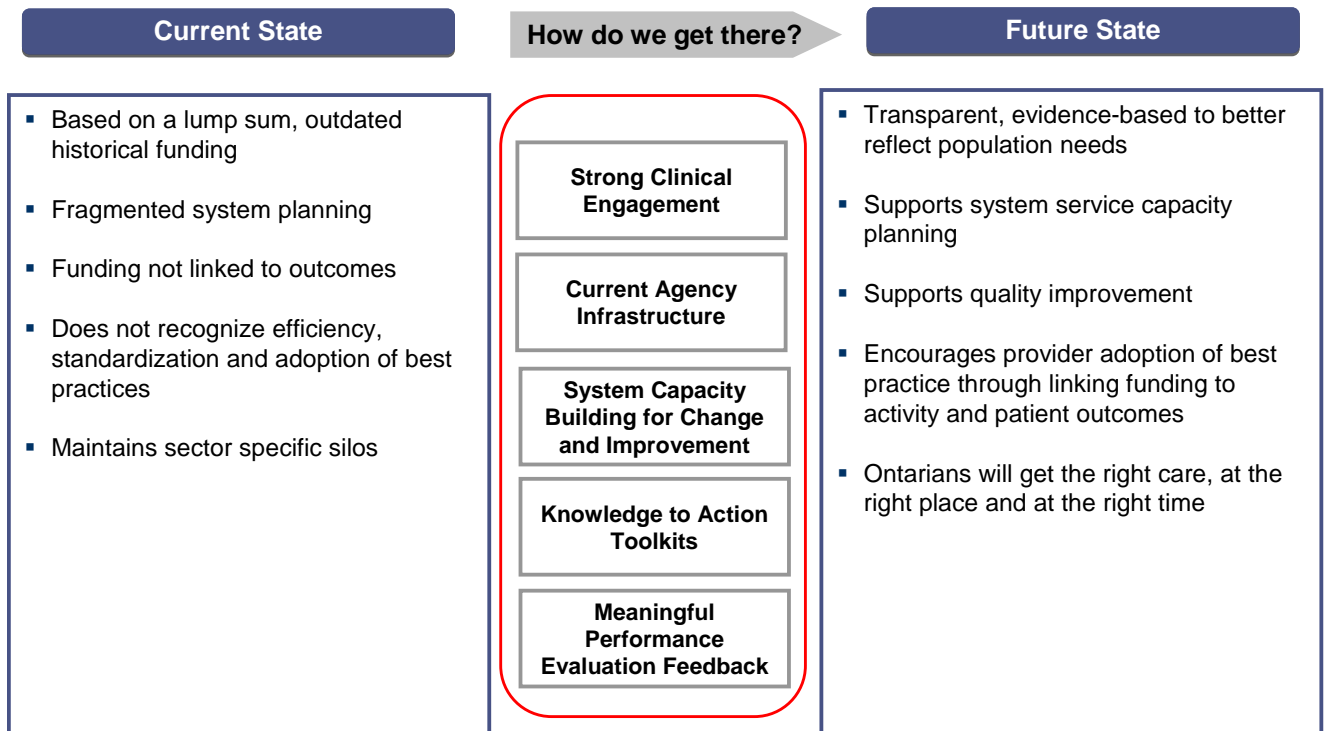 Current State
How do we get there?
Future State
▪ Based on a lump sum, outdated
historical funding
▪ Fragmented system planning
▪ Funding not linked to outcomes
▪ Does not recognize efficiency,
standardization and adoption of best
practices
▪ Maintains sector specific silos
Strong Clinical
Engagement
Current Agency
Infrastructure
System Capacity
Building for Change
and Improvement
Knowledge to Action
Toolkits
Meaningful
Performance
Evaluation Feedback
▪ Transparent, evidence-based to better
reflect population needs
▪ Supports system service capacity
planning
▪ Supports quality improvement
▪ Encourages provider adoption of best
practice through linking funding to
activity and patient outcomes
▪ Ontarians will get the right care, at the
right place and at the right time